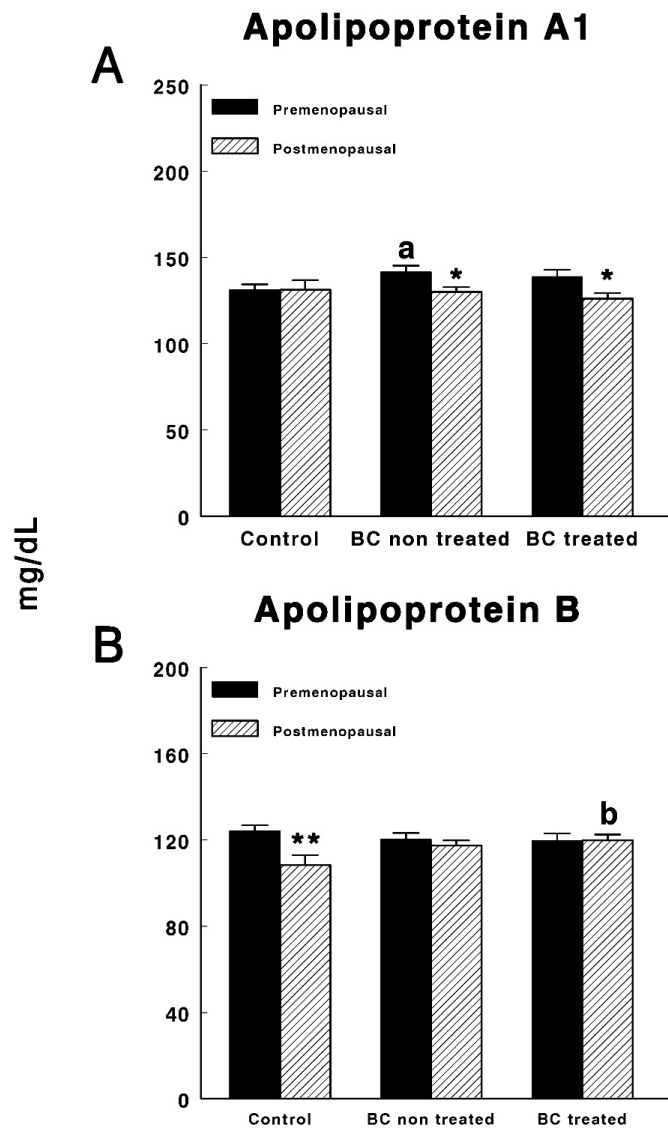 Apolipoprotein A1
A
250
Premenopausal
200
Postmenopausal
150
a
*
*
100
50
0
Control BC non treated BC treated
mg/dL
Apolipoprotein B
B
200
Premenopausal
Postmenopausal
160
b
120
**
80
40
0
Control BC non treated BC treated